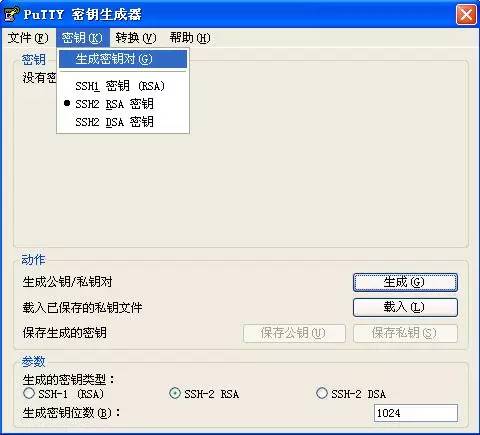 PuTTY 密钥生成器
文件(F) 密钥(K) 转换(V) 帮助(H)
密钥
生成密钥对(G)
没有密
SSH1 密钥 (RSA)
SSH2 RSA 密钥
SSH2 DSA 密钥
动作
生成公钥/私钥对 生成(G)
载入已保存的私钥文件 载入(L)
保存生成的密钥 保存公钥(U) 保存私钥(S)
参数
生成的密钥类型:
SSH-1 (RSA) SSH-2 RSA SSH-2 DSA
生成密钥位数(B): 1024